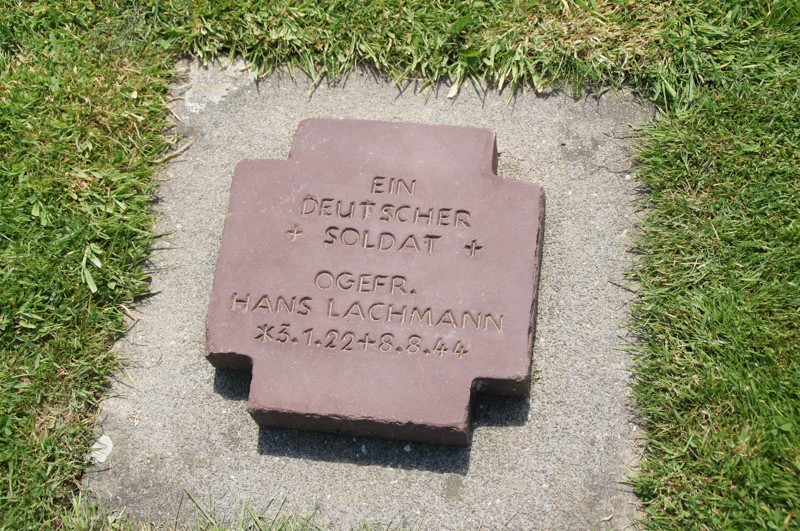 EIN
DEUTSCHER
+ SOLDAT +
OGEFR.
HANS LACHMANN
*3.1.22+8.8.44